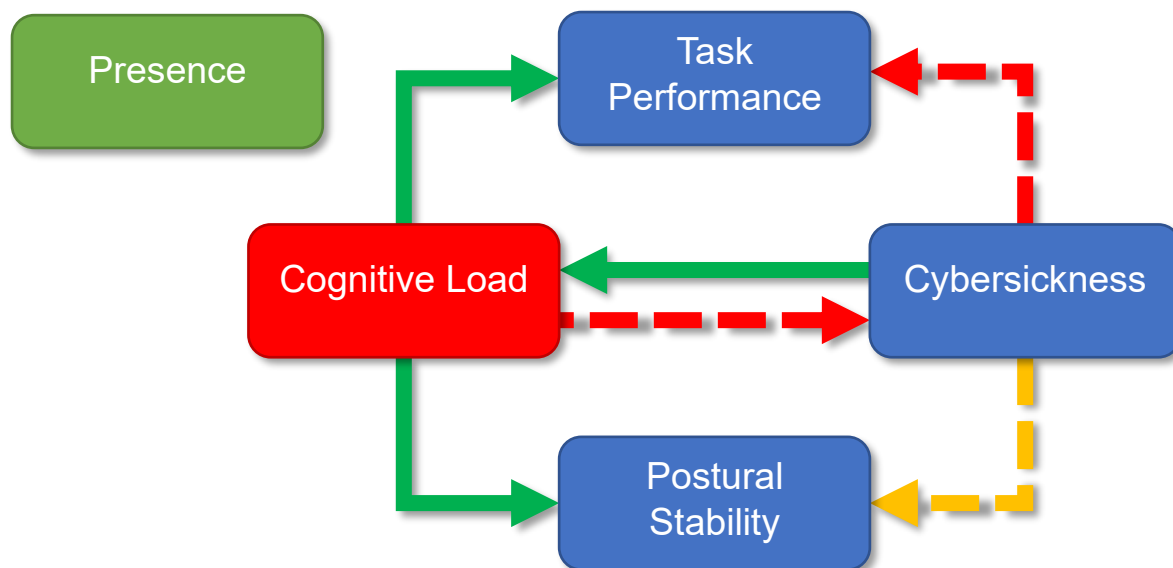 Presence
Task
Performance
Cognitive Load
Cybersickness
Postural
Stability